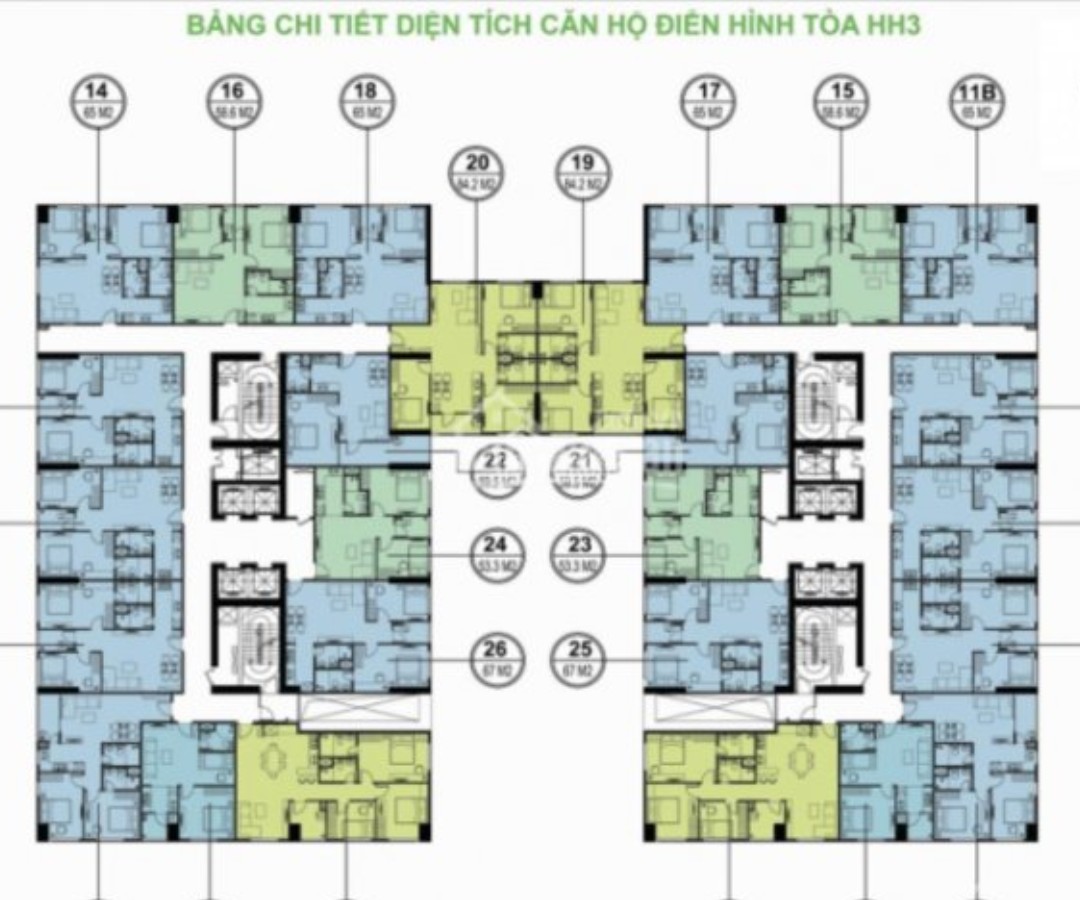 BẢNG CHI TIẾT DIỆN TÍCH CĂN HỘ ĐIỂN HÌNH TÒA HH3
14
65 M2
16
58.6 M2
18
65 M2
17
65 M2
15
58.6 M2
11B
65 M2
20
84.2 M2
19
84.2 M2
22
21
24
53.3 M2
23
53.3 M2
26
67 M2
25
67 M2